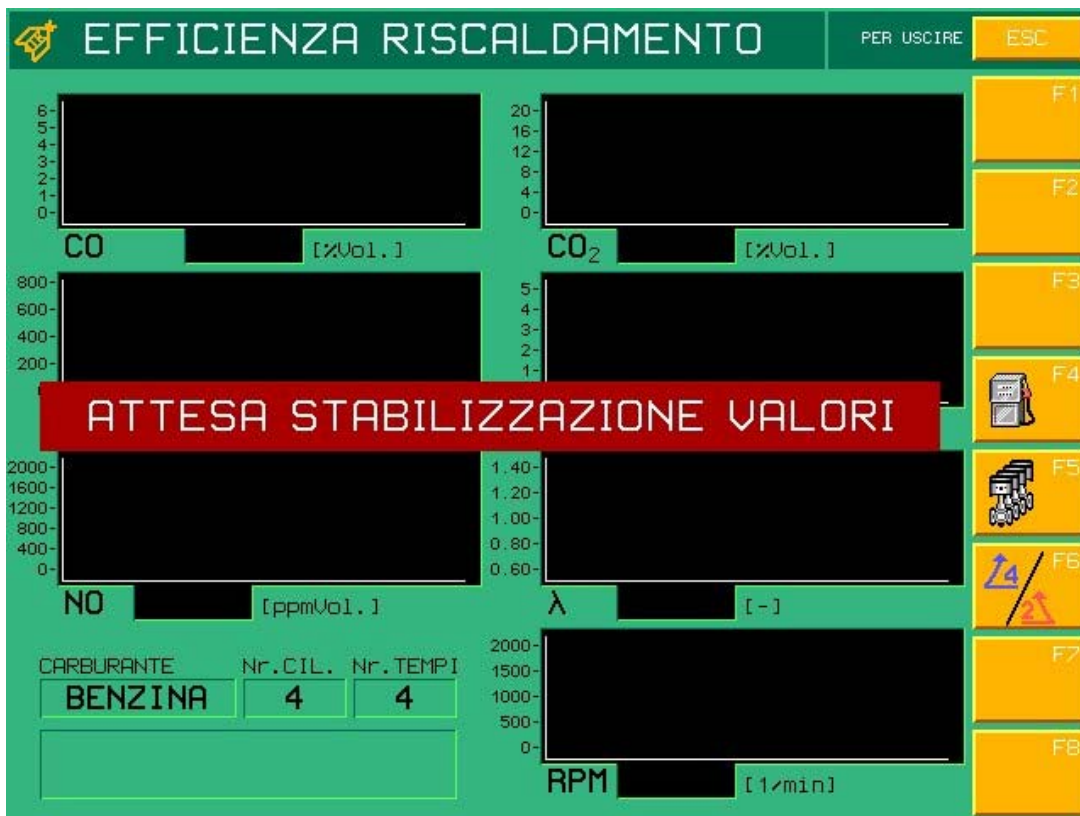 EFFICIENZA RISCALDAMENTO
PER USCIRE
ESC
F1
F2
F3
F4
F5
4/2
F6
F7
F8
6-
5-
4-
3-
2-
1-
0-
CO
[%Vol.]
20-
16-
12-
8-
4-
0-
CO₂
[%Vol.]
800-
600-
400-
200-
5-
4-
3-
2-
1-
ATTESA STABILIZZAZIONE VALORI
2000-
1600-
1200-
800-
400-
0-
NO
[ppmVol.]
1.40-
1.20-
1.00-
0.80-
0.60-
λ
[-]
CARBURANTE Nr.CIL. Nr.TEMPI
BENZINA 4 4
2000-
1500-
1000-
500-
0-
RPM
[1/min]